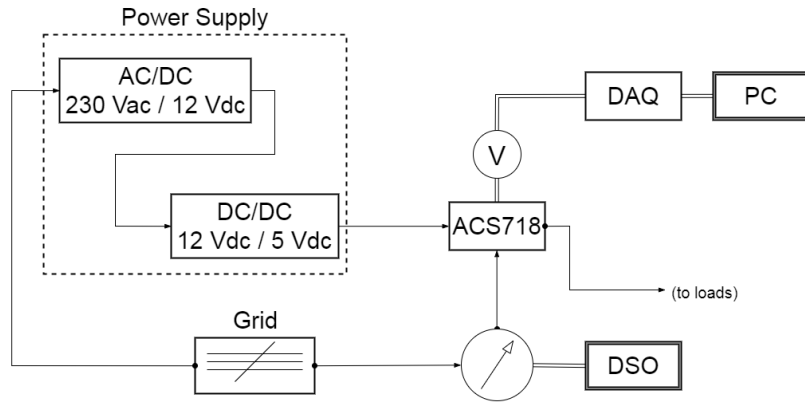 Power Supply
AC/DC
230 Vac / 12 Vdc
DAQ
PC
V
DC/DC
12 Vdc / 5 Vdc
ACS718
(to loads)
Grid
DSO